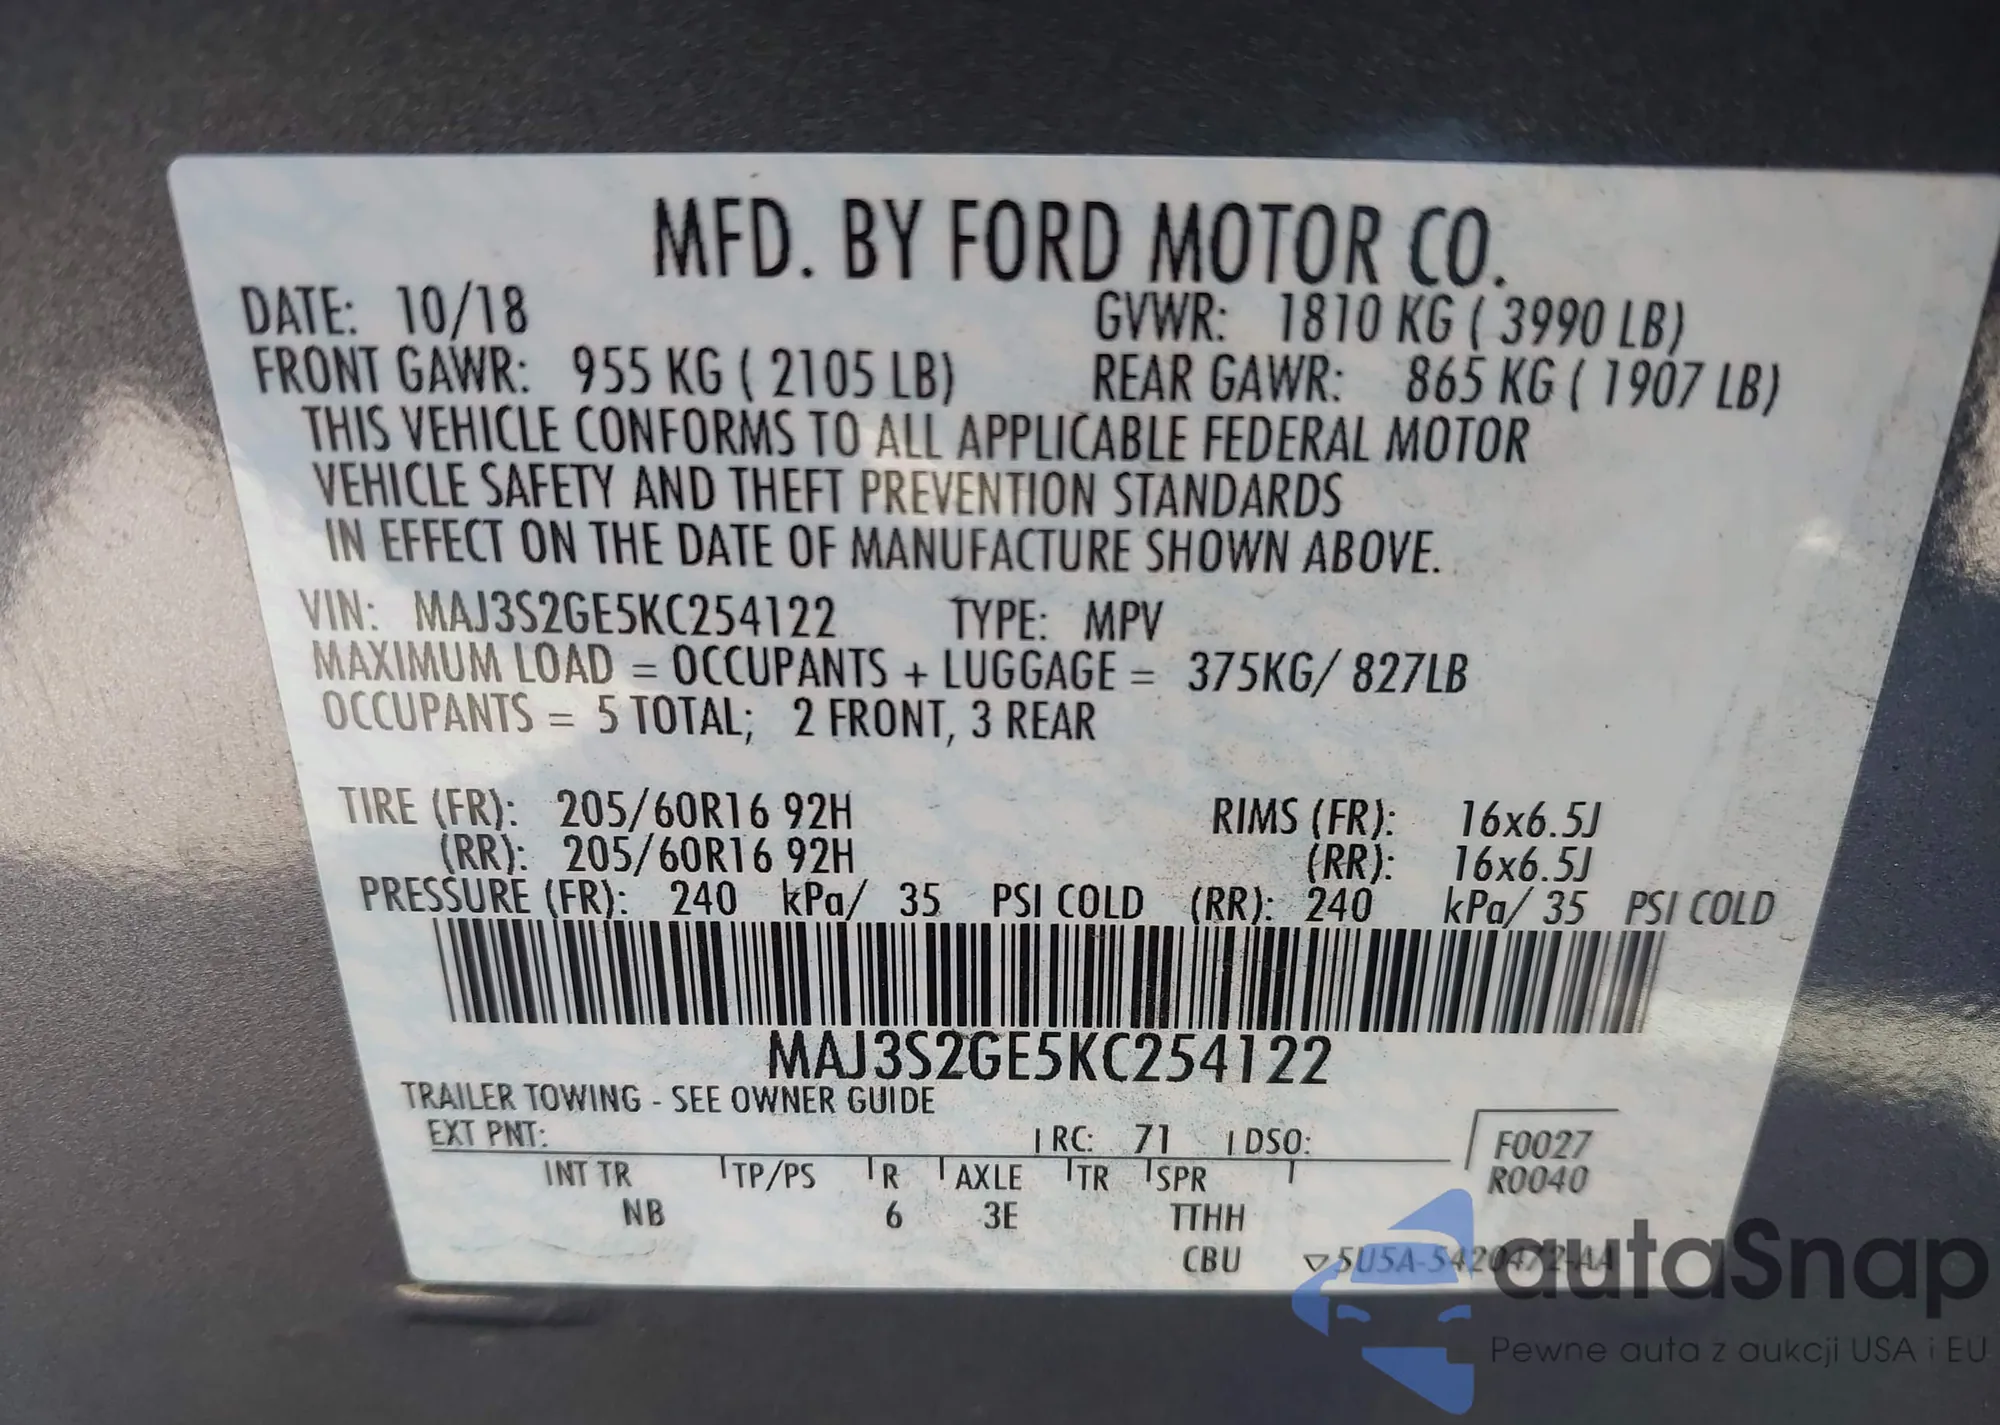 MFD. BY FORD MOTOR CO.
DATE: 10/18 GVWR: 1810 KG ( 3990 LB)
FRONT GAWR: 955 KG ( 2105 LB) REAR GAWR: 865 KG ( 1907 LB)
THIS VEHICLE CONFORMS TO ALL APPLICABLE FEDERAL MOTOR
VEHICLE SAFETY AND THEFT PREVENTION STANDARDS
IN EFFECT ON THE DATE OF MANUFACTURE SHOWN ABOVE.
VIN: MAJ3S2GE5KC254122 TYPE: MPV
MAXIMUM LOAD = OCCUPANTS + LUGGAGE = 375KG/ 827LB
OCCUPANTS = 5 TOTAL; 2 FRONT, 3 REAR
TIRE (FR): 205/60R16 92H RIMS (FR): 16x6.5J
(RR): 205/60R16 92H (RR): 16x6.5J
PRESSURE (FR): 240 kPa/ 35 PSI COLD (RR): 240 kPa/ 35 PSI COLD
MAJ3S2GE5KC254122
TRAILER TOWING - SEE OWNER GUIDE
EXT PNT: RC: 71 DSO: F0027
R0040
INT TR TP/PS R AXLE TR SPR
NB 6 3E TTHH
CBU ▽5U5A-5420472-AA
autoSnap
Pewne auta z aukcji USA i EU